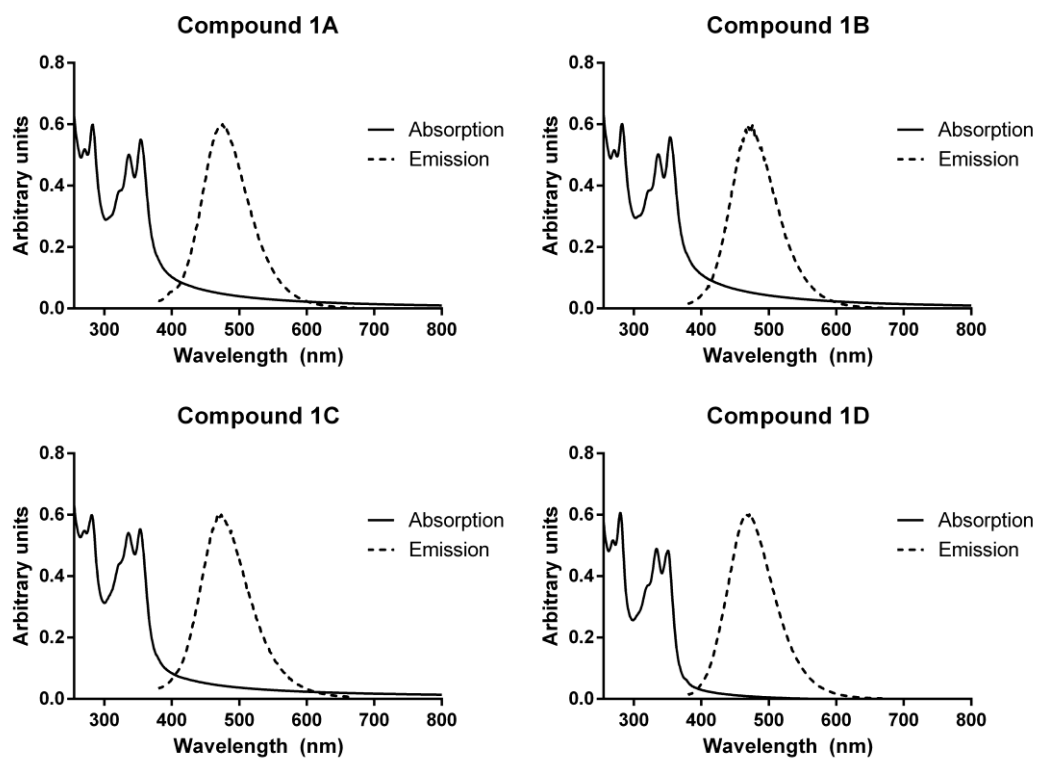 Compound 1A
Arbitrary units
0.8
0.6
0.4
0.2
0.0
300 400 500 600 700 800
Wavelength (nm)
Absorption
Emission
Compound 1B
Arbitrary units
0.8
0.6
0.4
0.2
0.0
300 400 500 600 700 800
Wavelength (nm)
Absorption
Emission
Compound 1C
Arbitrary units
0.8
0.6
0.4
0.2
0.0
300 400 500 600 700 800
Wavelength (nm)
Absorption
Emission
Compound 1D
Arbitrary units
0.8
0.6
0.4
0.2
0.0
300 400 500 600 700 800
Wavelength (nm)
Absorption
Emission